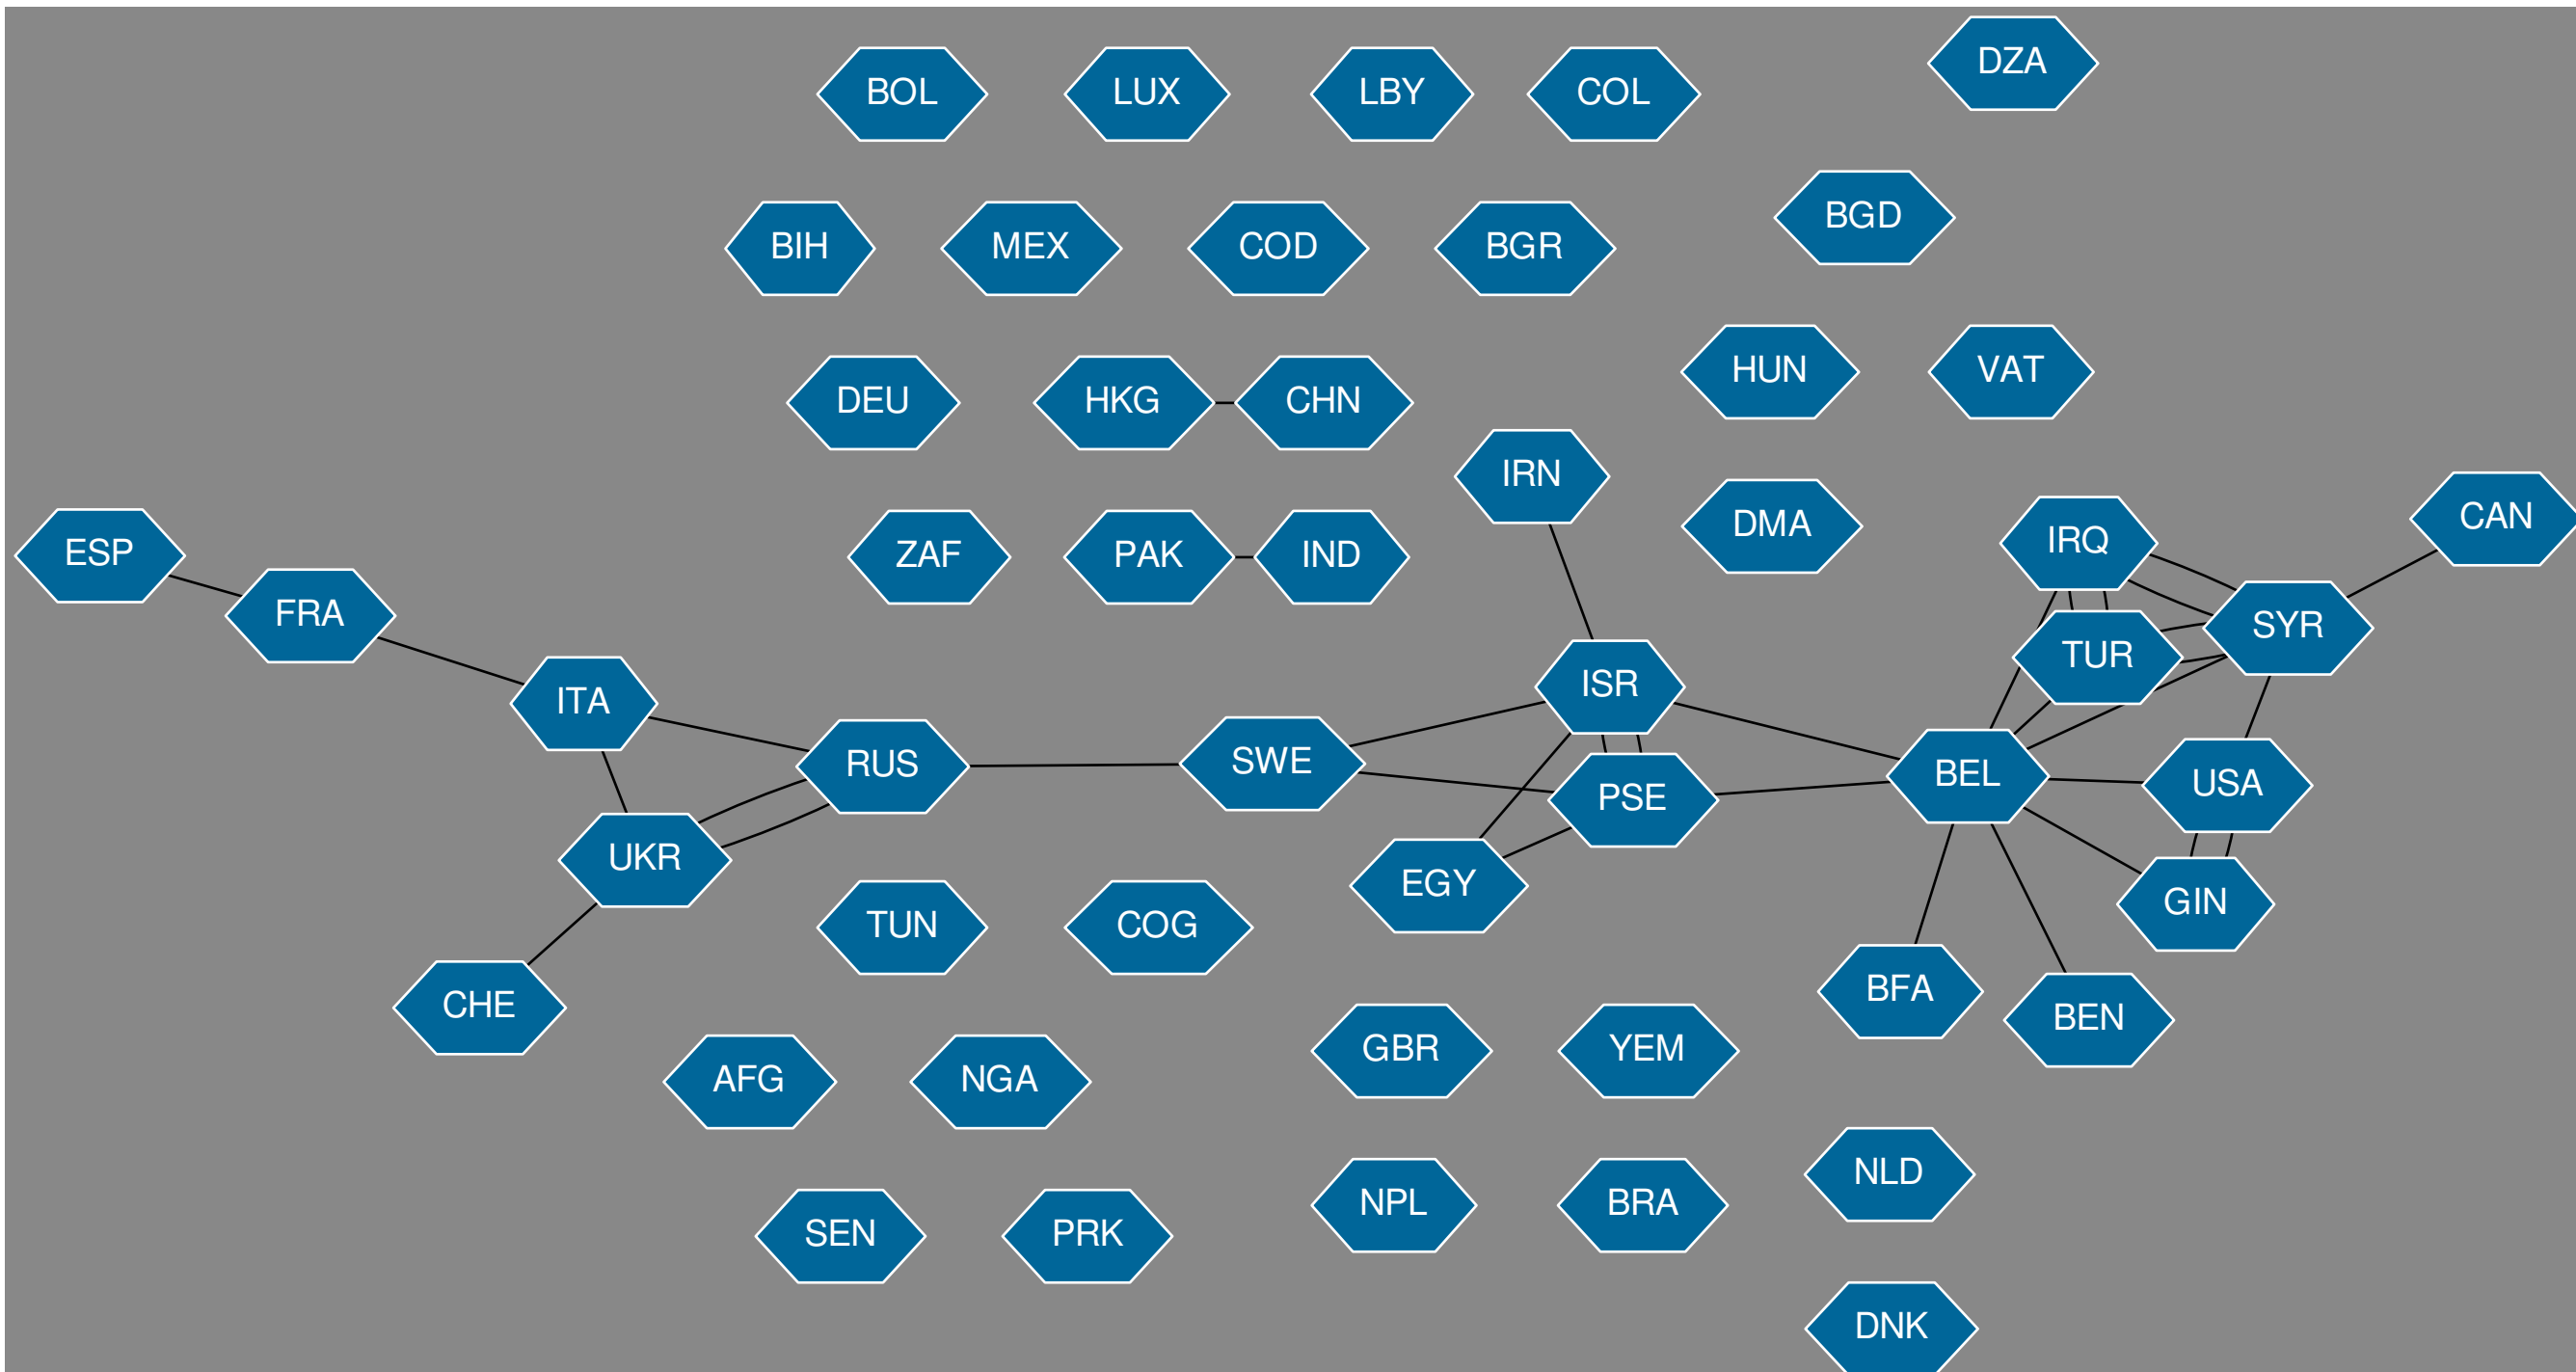 DZA
BOL
LUX
LBY
COL
BGD
BIH
MEX
COD
BGR
HUN
VAT
DEU
HKG
CHN
IRN
CAN
DMA
IRQ
ESP
ZAF
PAK
IND
FRA
SYR
TUR
ISR
ITA
RUS
SWE
BEL
USA
PSE
UKR
EGY
GIN
TUN
COG
BFA
CHE
BEN
GBR
YEM
AFG
NGA
NLD
NPL
BRA
SEN
PRK
DNK